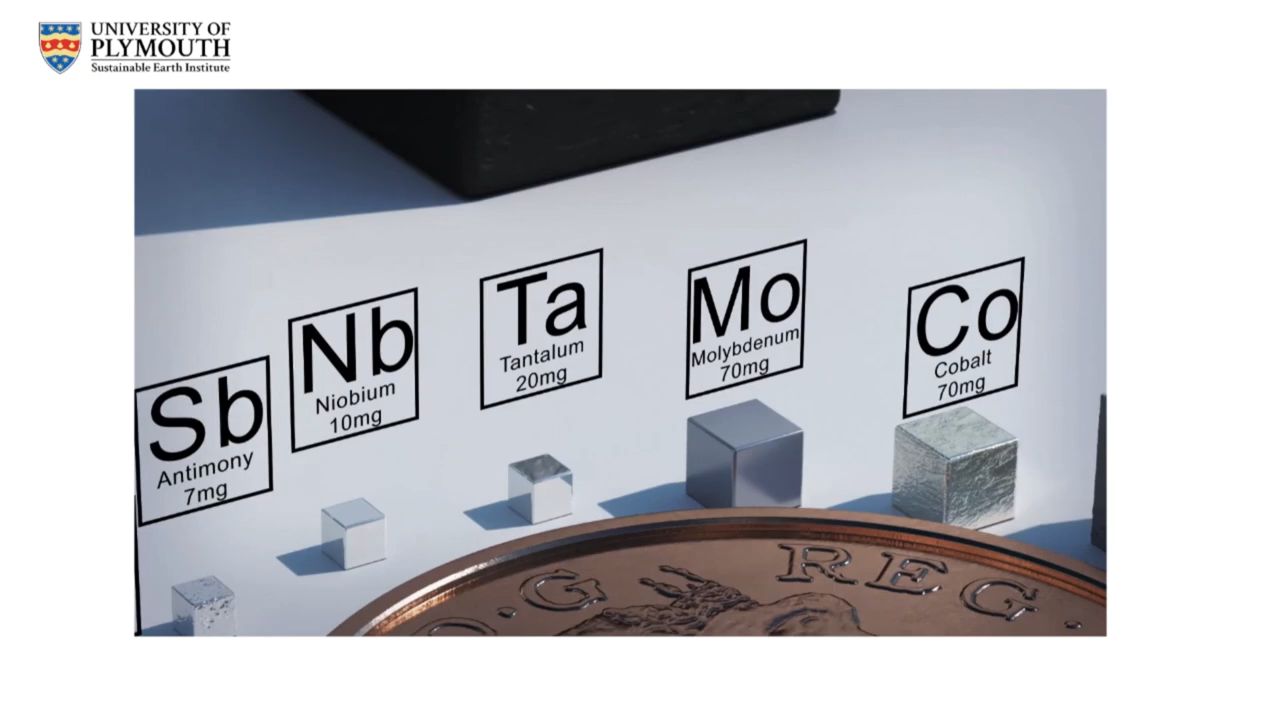 UNIVERSITY OF
PLYMOUTH
Sustainable Earth Institute
Sb
Antimony
7mg
Nb
Niobium
10mg
Ta
Tantalum
20mg
Mo
Molybdenum
70mg
Co
Cobalt
70mg
G REG.